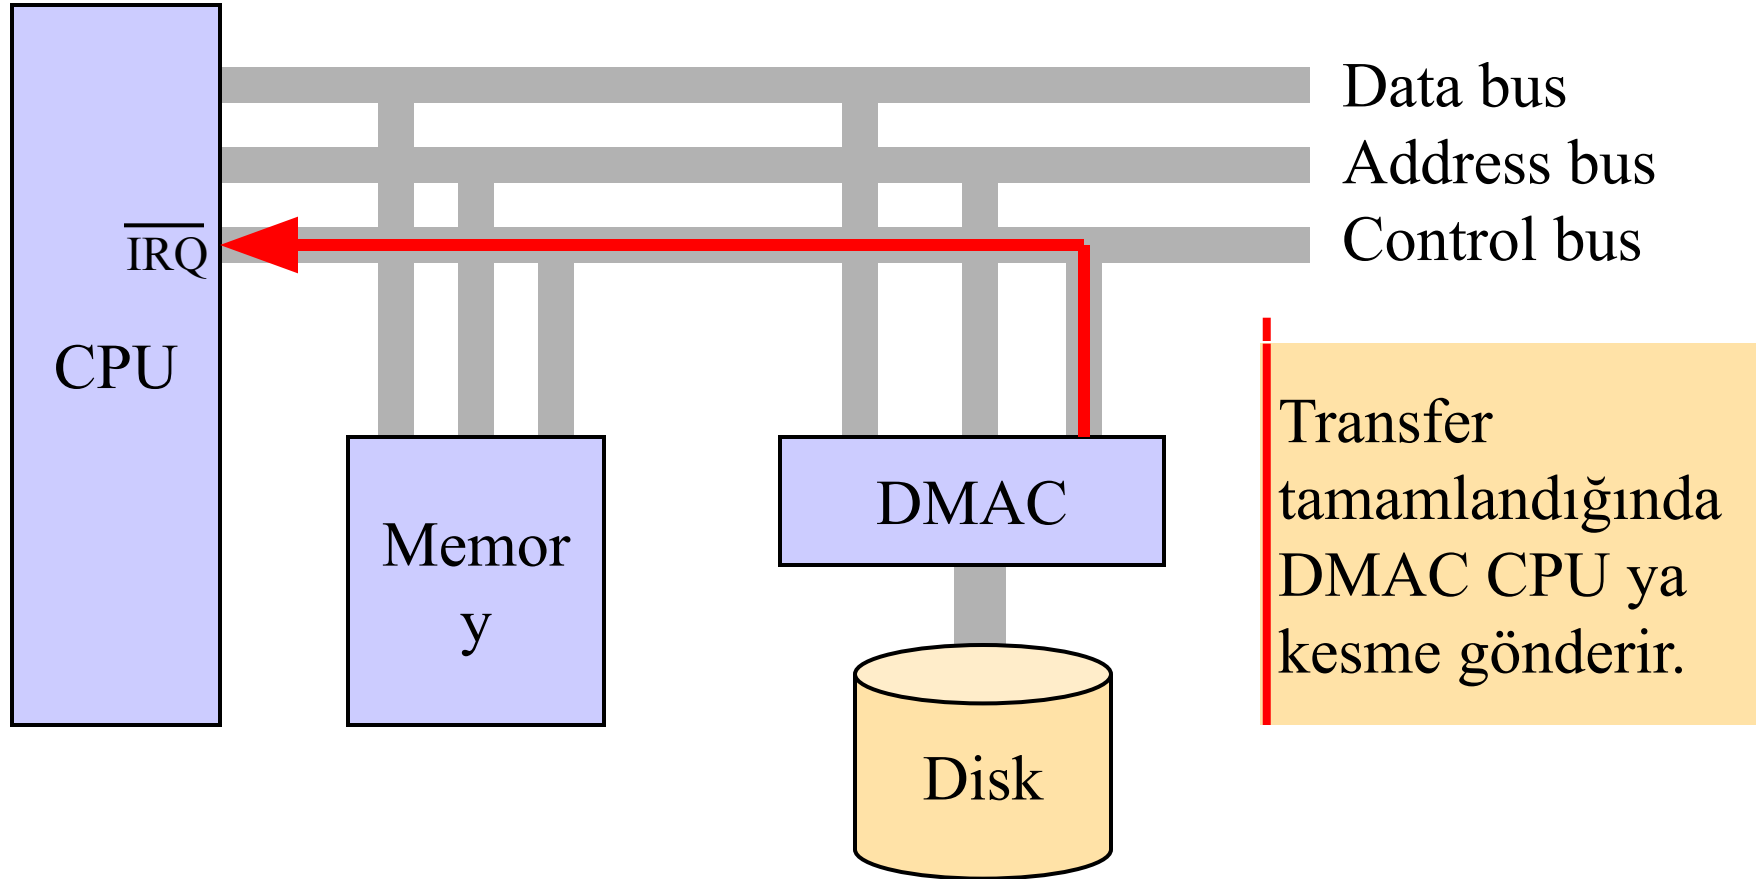 Data bus
Address bus
Control bus
IRQ
CPU
Memor
y
DMAC
Disk
Transfer
tamamlandığında
DMAC CPU ya
kesme gönderir.